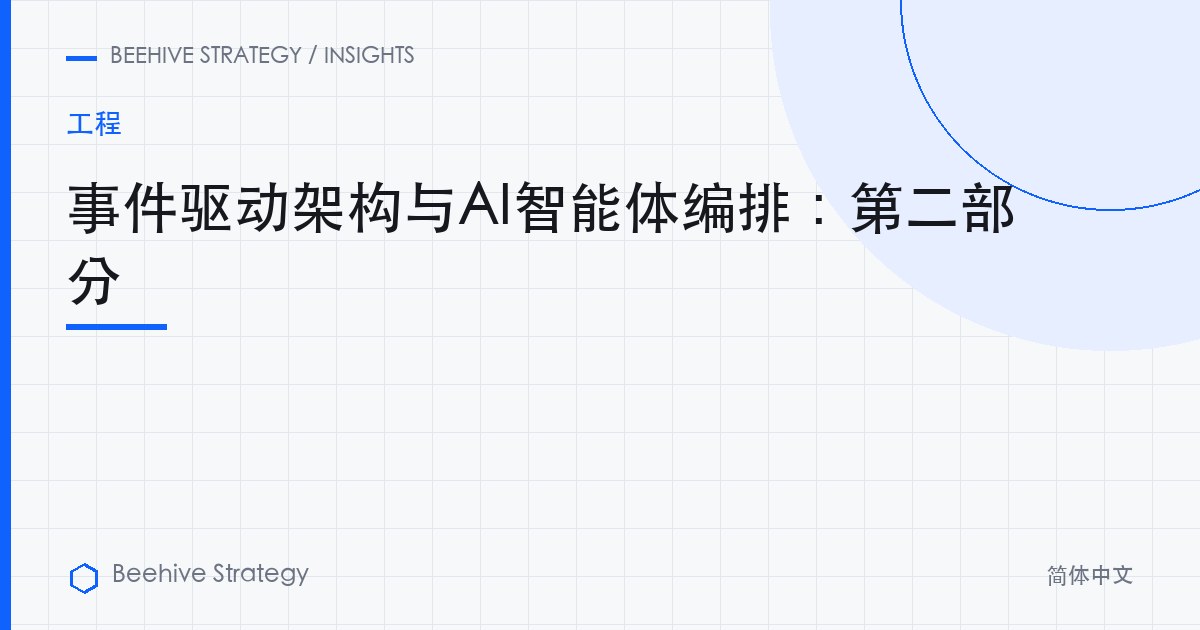 BEEHIVE STRATEGY / INSIGHTS
工程
事件驱动架构与AI智能体编排：第二部
分
Beehive Strategy
简体中文